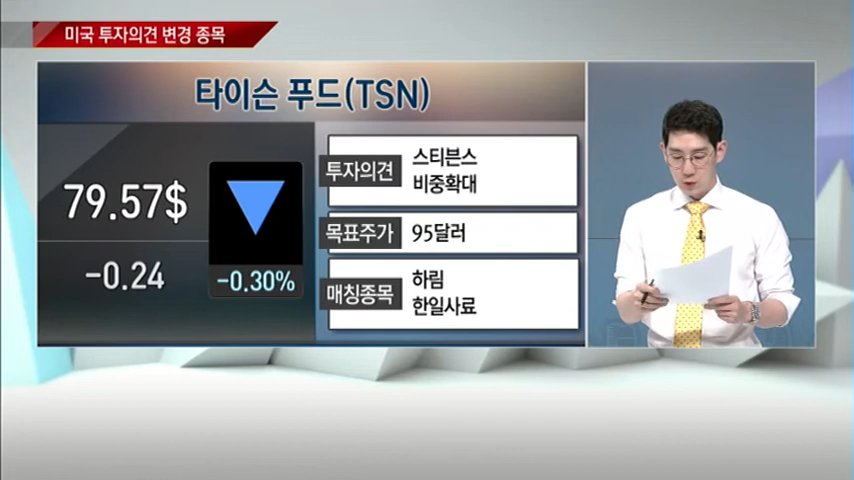 미국 투자의견 변경 종목
타이슨 푸드(TSN)
79.57$
-0.24
-0.30%
투자의견
스티븐스
비중확대
목표주가
95달러
매칭종목
하림
한일사료